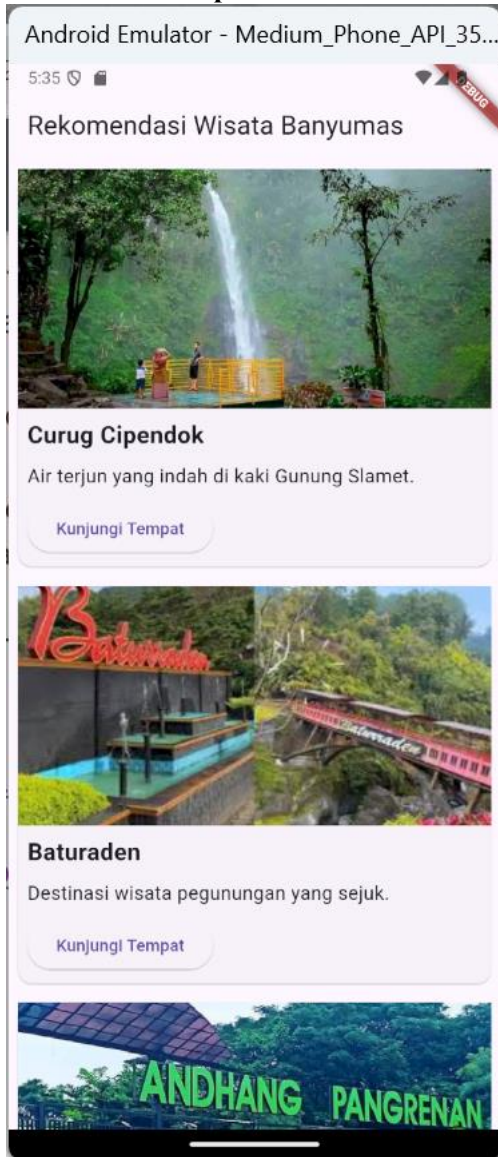 Android Emulator - Medium_Phone_API_35...
5:35
DEBUG
Rekomendasi Wisata Banyumas
Curug Cipendok
Air terjun yang indah di kaki Gunung Slamet.
Kunjungi Tempat
Baturaden
Baturraden
Baturaden
Destinasi wisata pegunungan yang sejuk.
Kunjungi Tempat
ANDHANG PANGRENAN